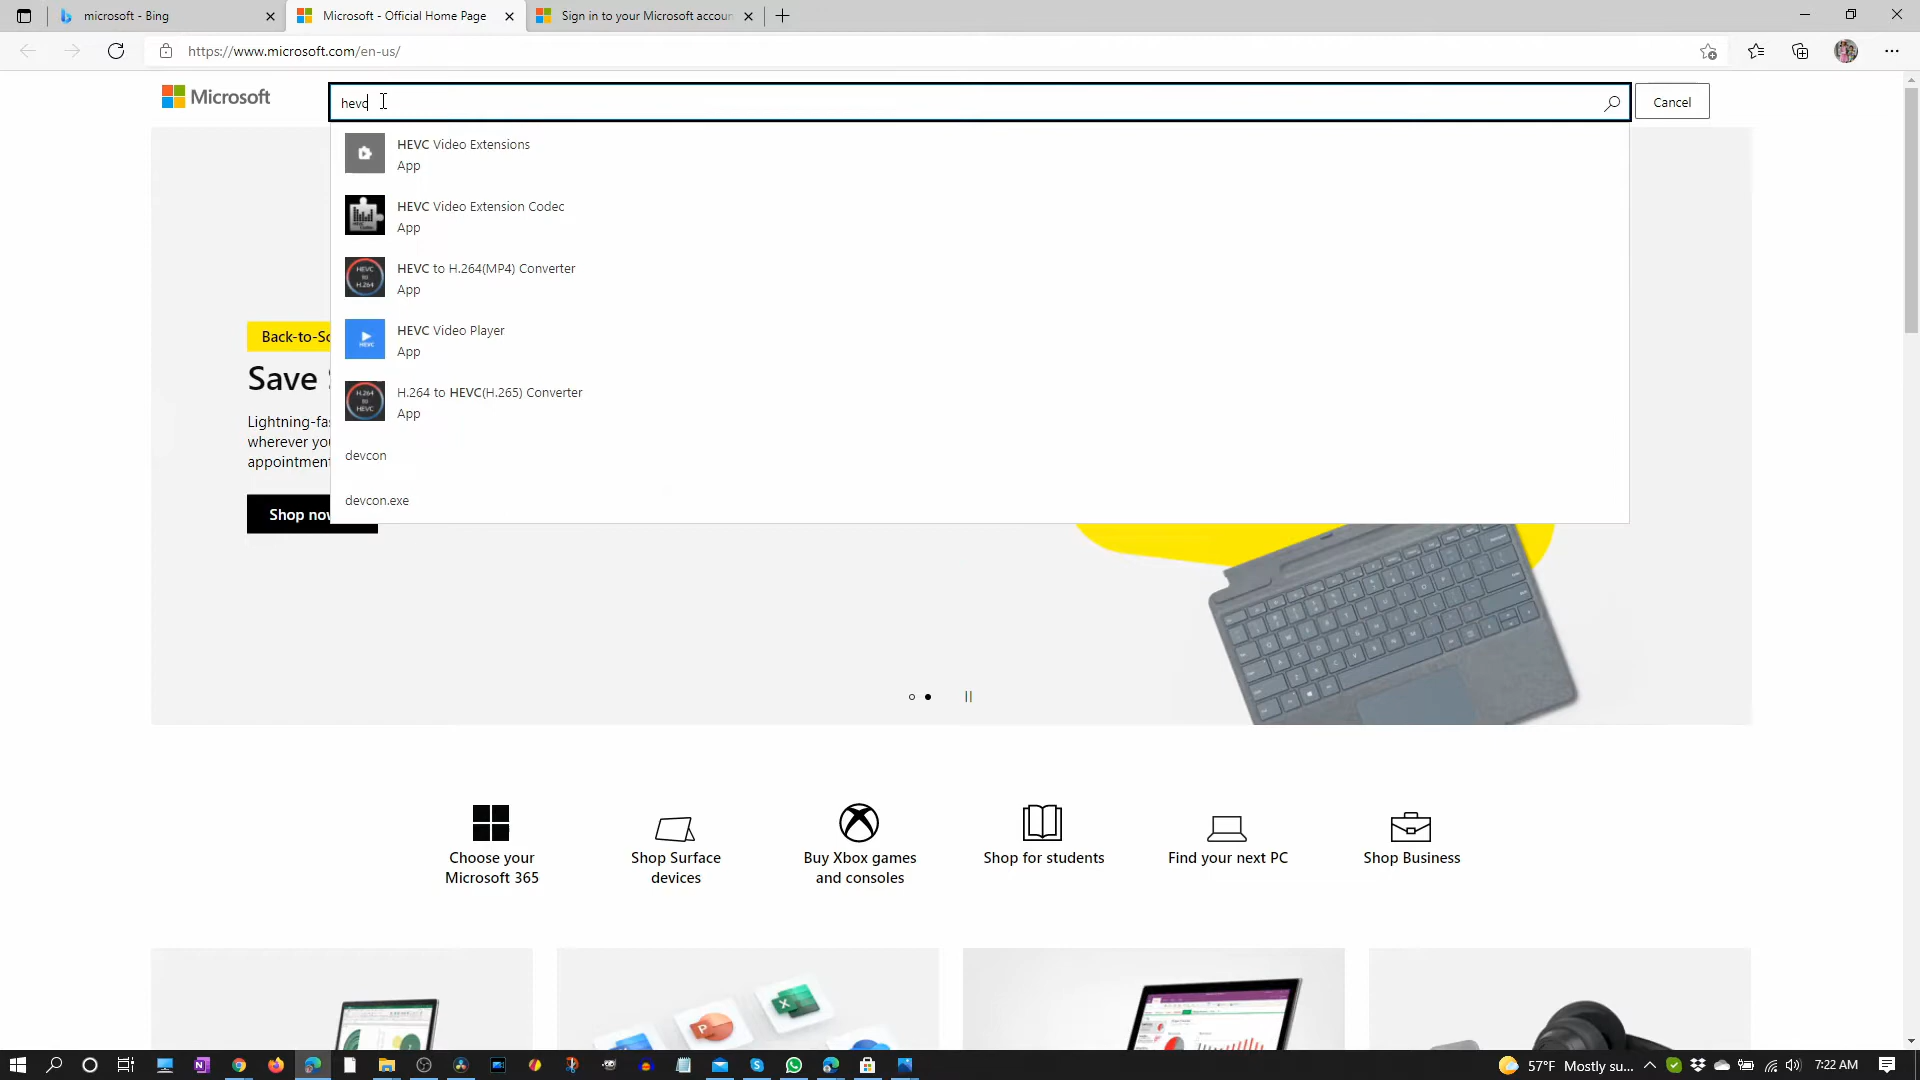 microsoft - Bing
Microsoft - Official Home Page
Sign in to your Microsoft accoun
https://www.microsoft.com/en-us/
Microsoft
hevc
Cancel
HEVC Video Extensions
App
HEVC Video Extension Codec
App
HEVC to H.264(MP4) Converter
App
HEVC Video Player
App
H.264 to HEVC(H.265) Converter
App
devcon
devcon.exe
Back-to-Sc
Save
Lightning-fa
wherever you
appointment
Shop now
Choose your
Microsoft 365
Shop Surface
devices
Buy Xbox games
and consoles
Shop for students
Find your next PC
Shop Business
57°F Mostly su...
7:22 AM